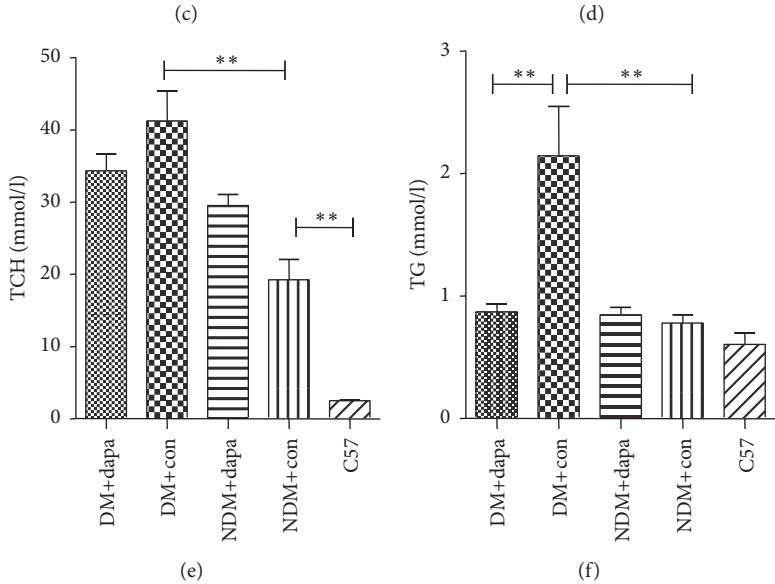 (c)
(d)
50
40
30
20
10
0
TCH (mmol/l)
**
**
DM+dapa
DM+con
NDM+dapa
NDM+con
C57
(e)
3
2
1
0
TG (mmol/l)
**
**
DM+dapa
DM+con
NDM+dapa
NDM+con
C57
(f)